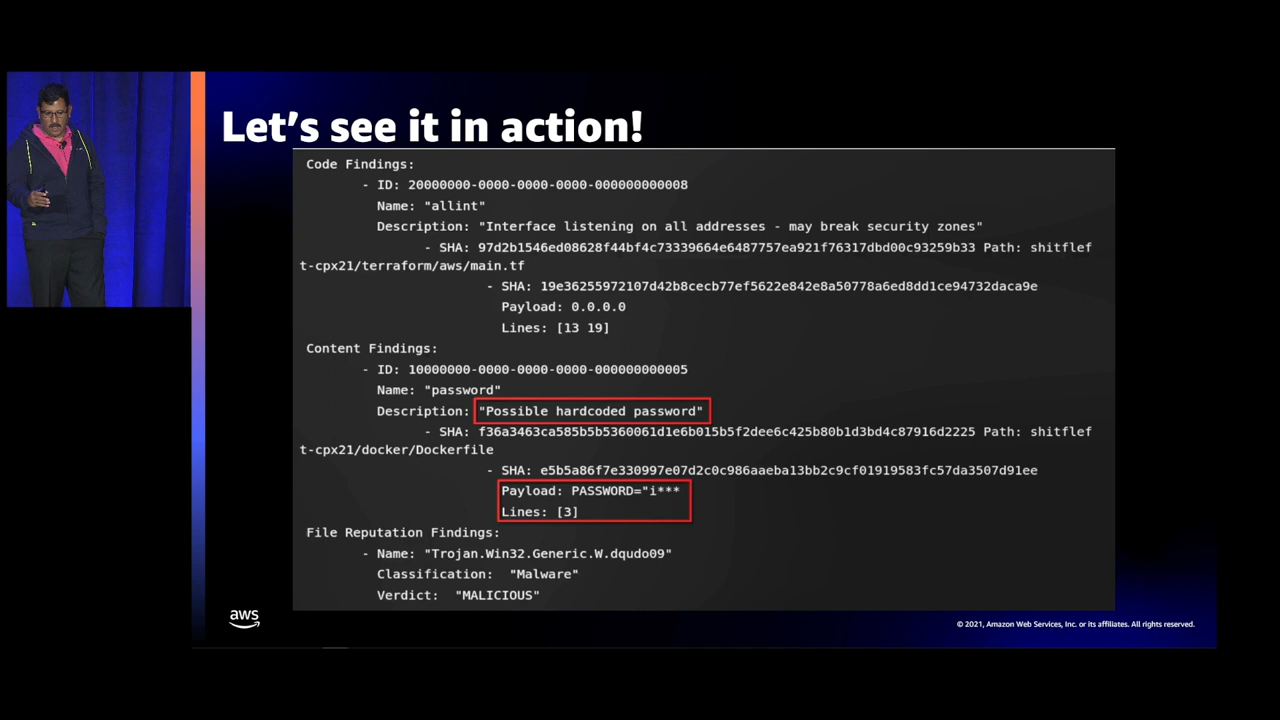 Let's see it in action!
Code Findings:
- ID: 20000000-0000-0000-0000-000000000008
Name: "allint"
Description: "Interface listening on all addresses - may break security zones"
- SHA: 97d2b1546ed08628f44bf4c73339664e6487757ea921f76317dbd00c93259b33 Path: shitflef
t-cpx21/terraform/aws/main.tf
- SHA: 19e36255972107d42b8cecb77ef5622e842e8a50778a6ed8dd1ce94732daca9e
Payload: 0.0.0.0
Lines: [13 19]
Content Findings:
- ID: 10000000-0000-0000-0000-000000000005
Name: "password"
Description: "Possible hardcoded password"
- SHA: f36a3463ca585b5b5360061d1e6b015b5f2dee6c425b80b1d3bd4c87916d2225 Path: shitflef
t-cpx21/docker/Dockerfile
- SHA: e5b5a86f7e330997e07d2c0c986aaeba13bb2c9cf01919583fc57da3507d91ee
Payload: PASSWORD="i***
Lines: [3]
File Reputation Findings:
- Name: "Trojan.Win32.Generic.W.dqudo09"
Classification: "Malware"
Verdict: "MALICIOUS"
aws
© 2021, Amazon Web Services, Inc. or its affiliates. All rights reserved.